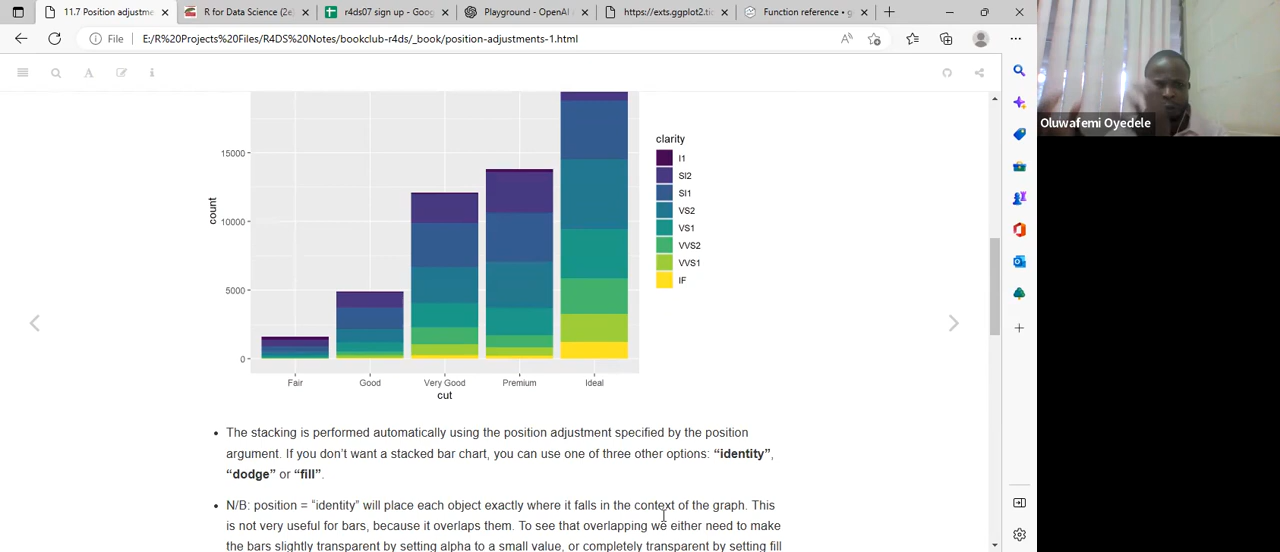 11.7 Position adjustme
R for Data Science (2e)
r4ds07 sign up - Goog
Playground - OpenAI
https://exts.ggplot2.tic
Function reference • g
File
E:/R%20Projects%20Files/R4DS%20Notes/bookclub-r4ds/_book/position-adjustments-1.html
Oluwafemi Oyedele
15000
10000
5000
0
count
Fair
Good
Very Good
Premium
Ideal
cut
clarity
I1
SI2
SI1
VS2
VS1
VVS2
VVS1
IF
• The stacking is performed automatically using the position adjustment specified by the position
argument. If you don't want a stacked bar chart, you can use one of three other options: “identity”,
“dodge” or “fill”.
• N/B: position = “identity” will place each object exactly where it falls in the context of the graph. This
is not very useful for bars, because it overlaps them. To see that overlapping we either need to make
the bars slightly transparent by setting alpha to a small value, or completely transparent by setting fill